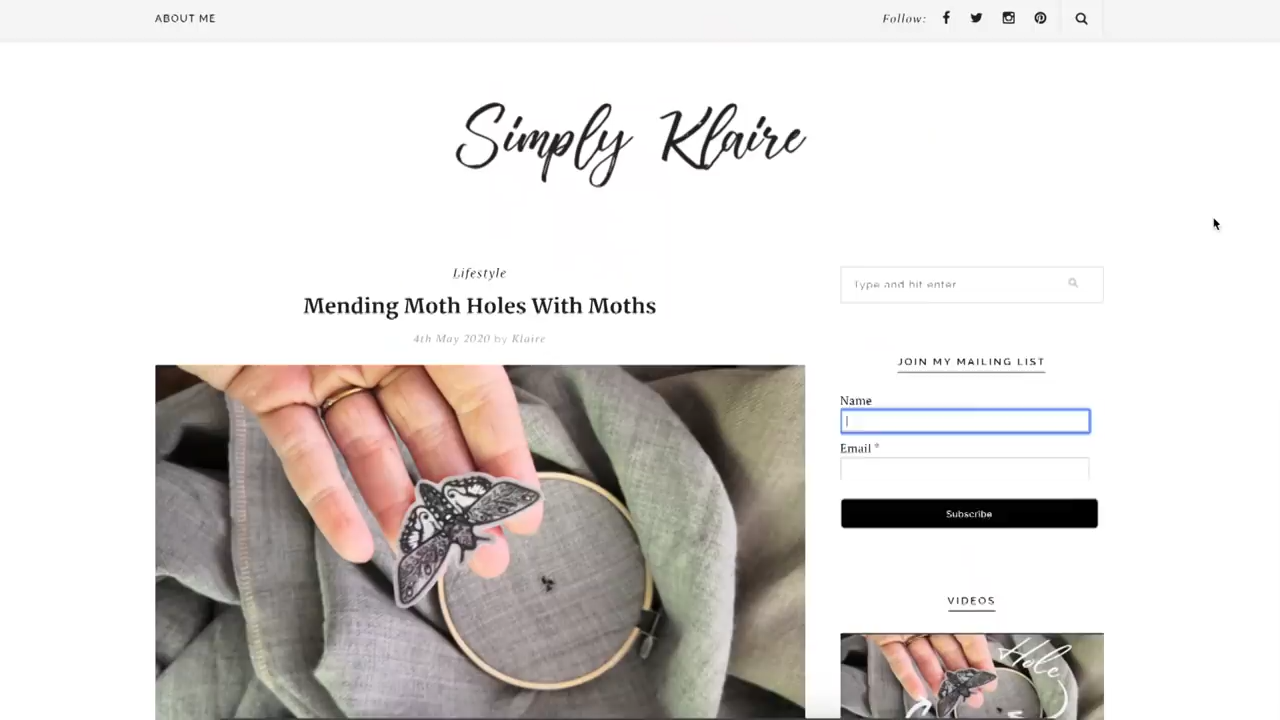 ABOUT ME
Follow:
Simply Klaire
Lifestyle
Mending Moth Holes With Moths
4th May 2020 by Klaire
Type and hit enter
JOIN MY MAILING LIST
Name
Email *
Subscribe
VIDEOS
Hole